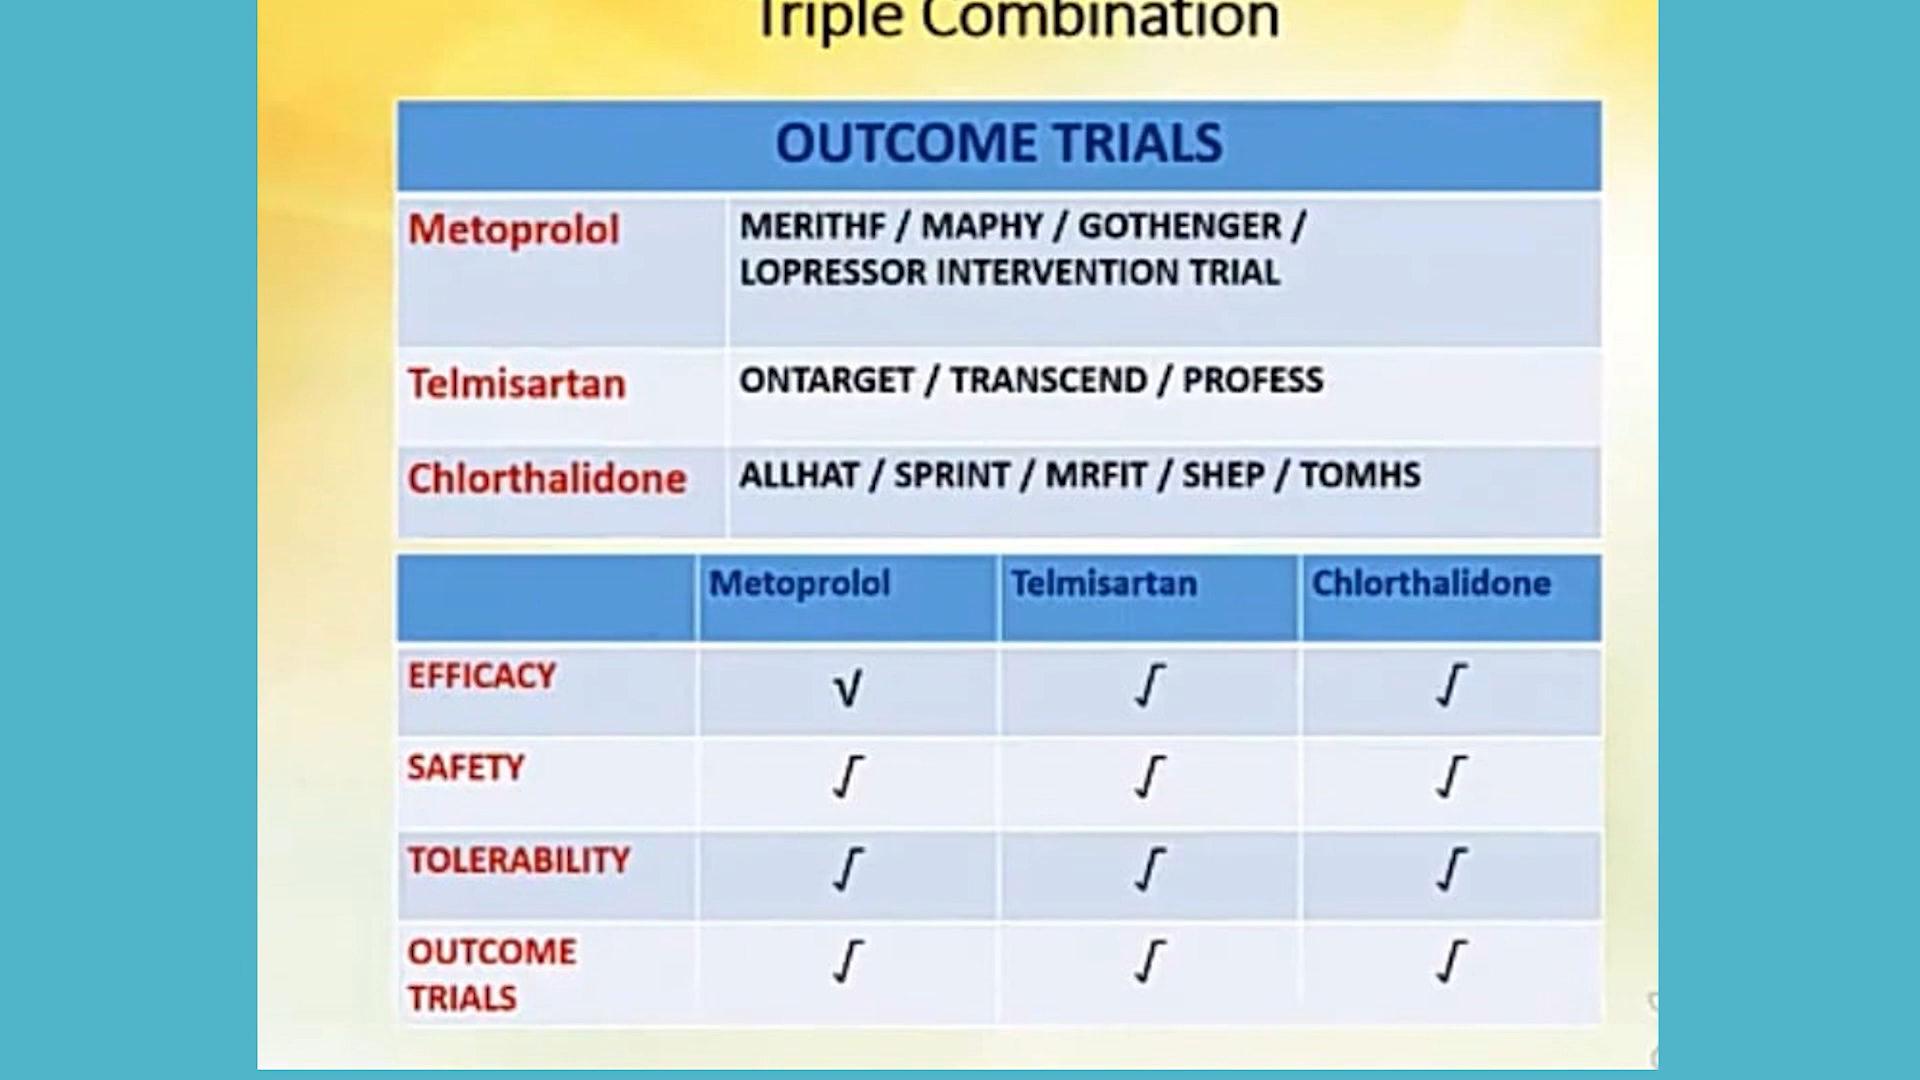 Triple Combination
OUTCOME TRIALS
Metoprolol
MERITHF / MAPHY / GOTHENGER /
LOPRESSOR INTERVENTION TRIAL
Telmisartan
ONTARGET / TRANSCEND / PROFESS
Chlorthalidone
ALLHAT / SPRINT / MRFIT / SHEP / TOMHS
Metoprolol Telmisartan Chlorthalidone
EFFICACY √ ∫ ∫
SAFETY ∫ ∫ ∫
TOLERABILITY ∫ ∫ ∫
OUTCOME
TRIALS ∫ ∫ ∫